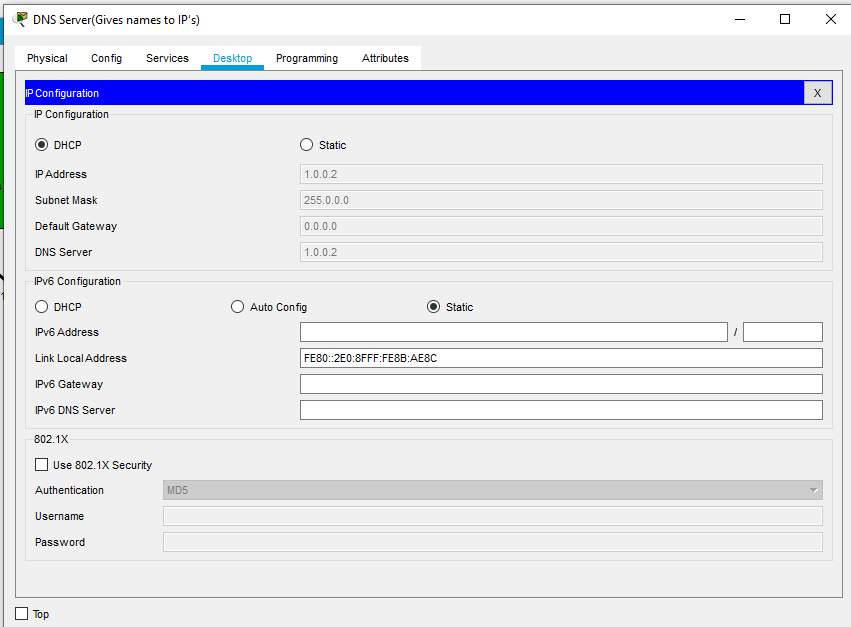 DNS Server(Gives names to IP's)
Physical Config Services Desktop Programming Attributes
IP Configuration X
IP Configuration
DHCP Static
IP Address 1.0.0.2
Subnet Mask 255.0.0.0
Default Gateway 0.0.0.0
DNS Server 1.0.0.2
IPv6 Configuration
DHCP Auto Config Static
IPv6 Address /
Link Local Address FE80::2E0:8FFF:FE8B:AE8C
IPv6 Gateway
IPv6 DNS Server
802.1X
Use 802.1X Security
Authentication MD5
Username
Password
Top